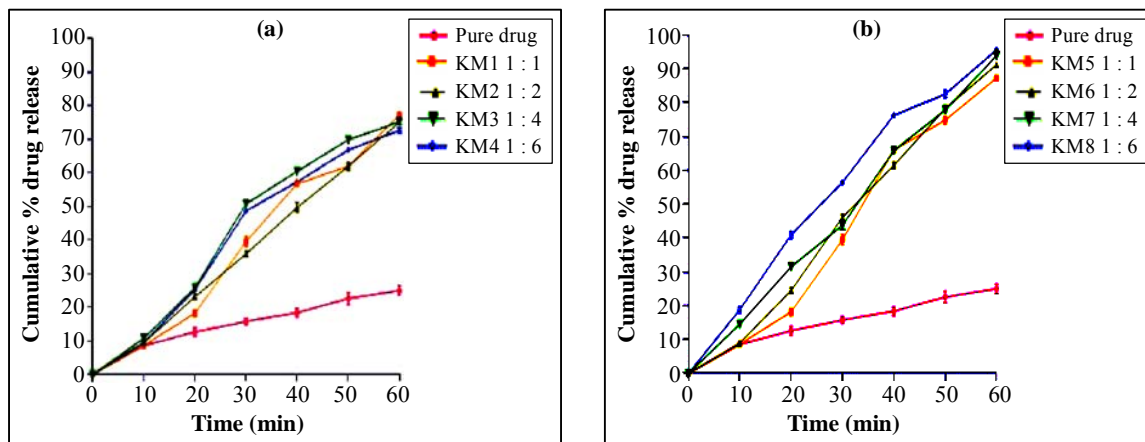 (a)
Cumulative % drug release
100
90
80
70
60
50
40
30
20
10
0
0 10 20 30 40 50 60
Time (min)
Pure drug
KM1 1 : 1
KM2 1 : 2
KM3 1 : 4
KM4 1 : 6
(b)
Cumulative % drug release
100
90
80
70
60
50
40
30
20
10
0
0 10 20 30 40 50 60
Time (min)
Pure drug
KM5 1 : 1
KM6 1 : 2
KM7 1 : 4
KM8 1 : 6